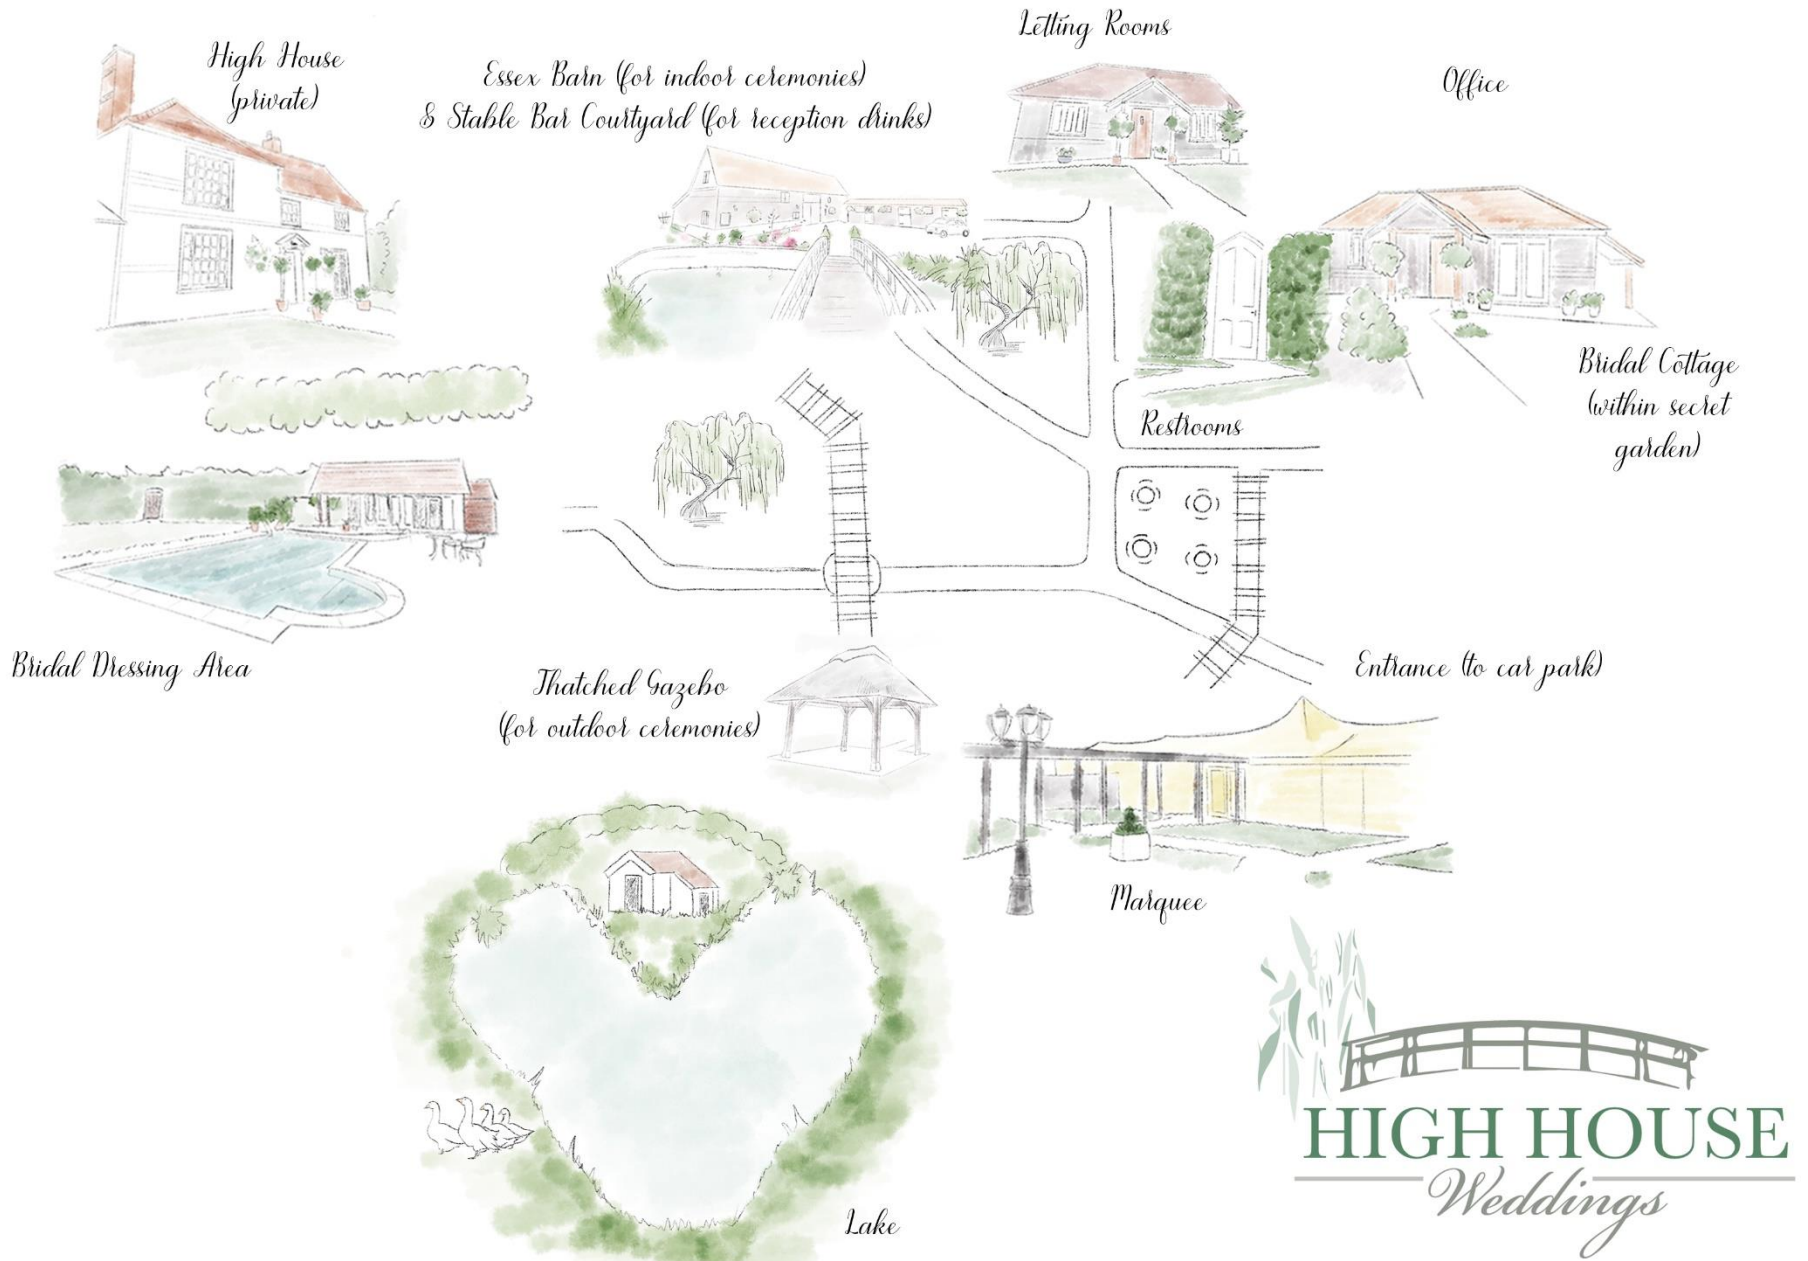 Letting Rooms
High House
(private)
Essex Barn (for indoor ceremonies)
& Stable Bar Courtyard (for reception drinks)
Office
Bridal Cottage
(within secret
garden)
Restrooms
Bridal Dressing Area
Thatched Gazebo
(for outdoor ceremonies)
Entrance (to car park)
Marquee
Lake
HIGH HOUSE
Weddings